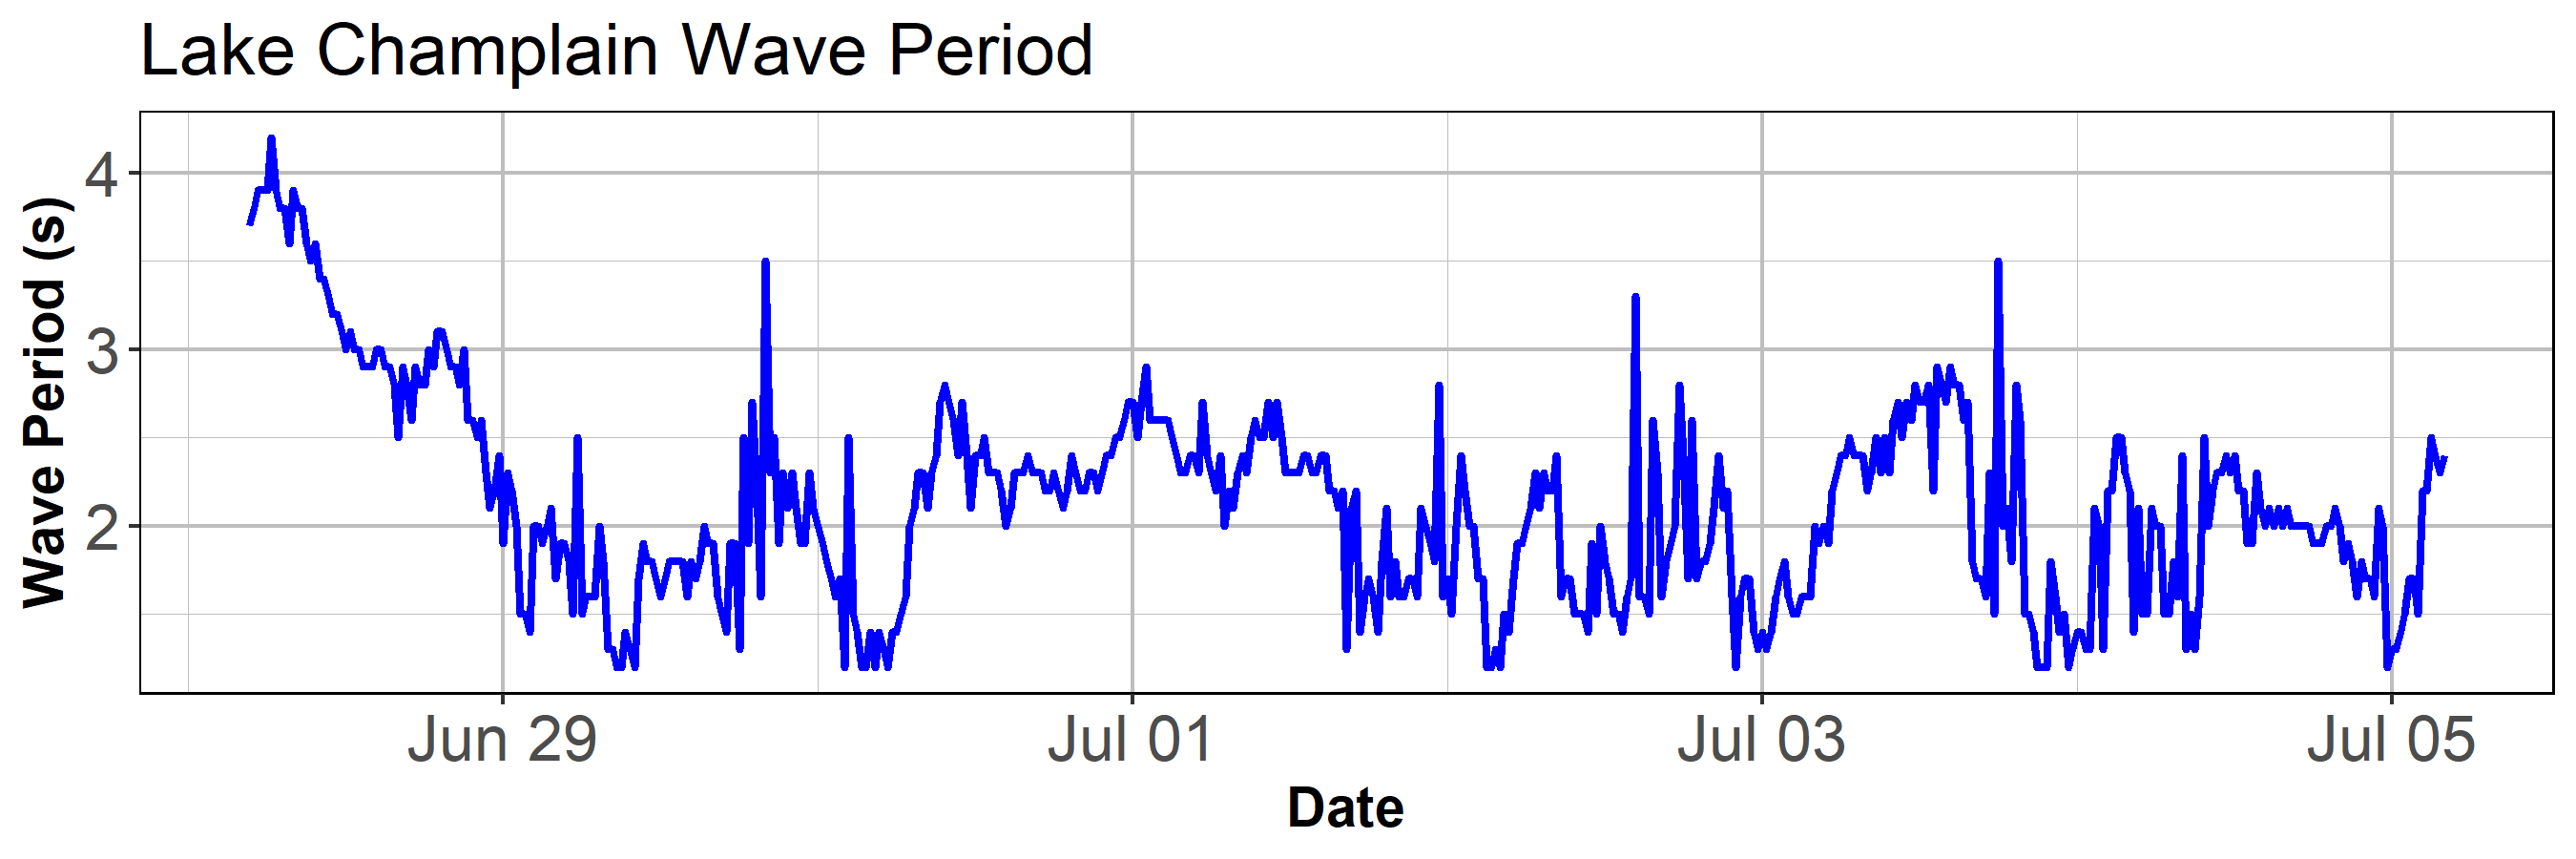 Lake Champlain Wave Period
Wave Period (s)
4
3
2
Jun 29 Jul 01 Jul 03 Jul 05
Date